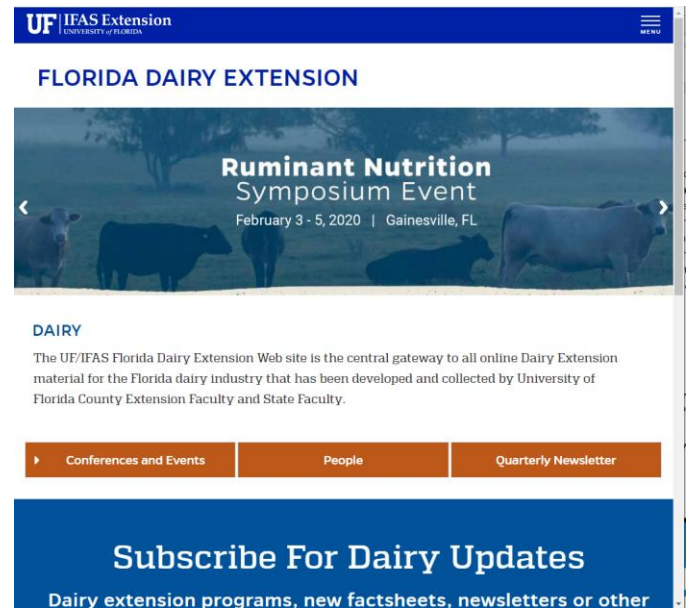 UF IFAS Extension
UNIVERSITY of FLORIDA
MENU
FLORIDA DAIRY EXTENSION
Ruminant Nutrition
Symposium Event
February 3 - 5, 2020 | Gainesville, FL
DAIRY
The UF/IFAS Florida Dairy Extension Web site is the central gateway to all online Dairy Extension
material for the Florida dairy industry that has been developed and collected by University of
Florida County Extension Faculty and State Faculty.
Conferences and Events
People
Quarterly Newsletter
Subscribe For Dairy Updates
Dairy extension programs, new factsheets, newsletters or other